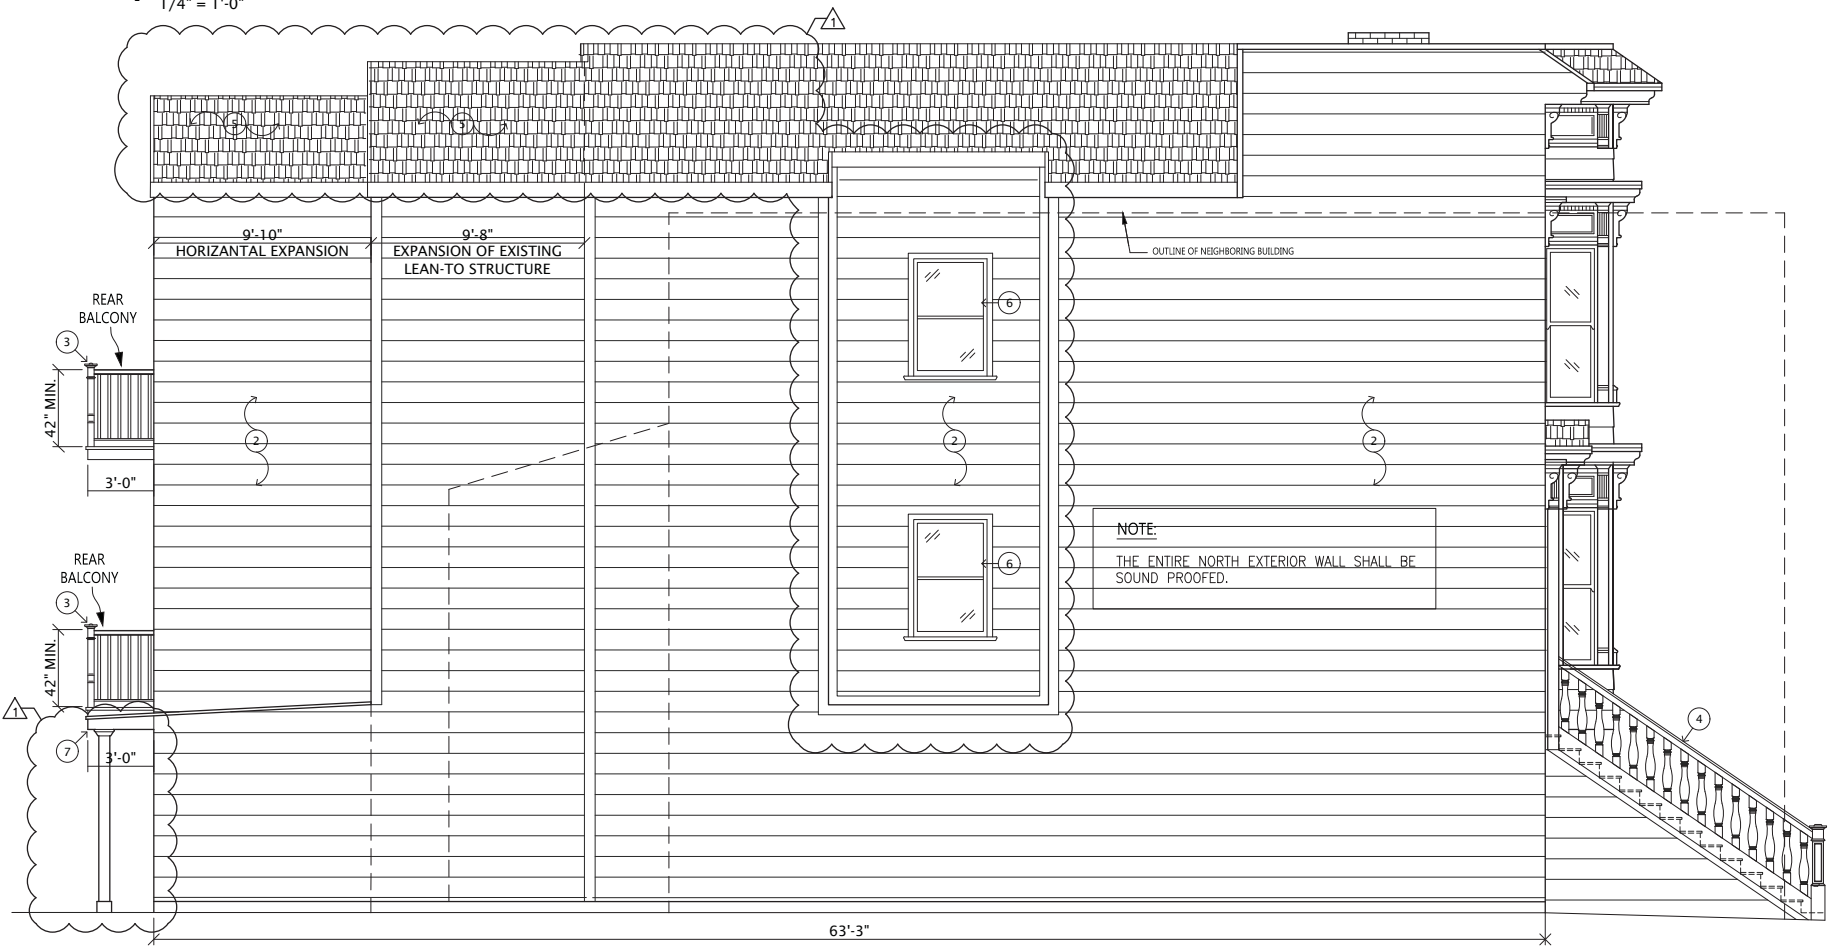 1/4" = 1'-0"
1
5
5
9'-10"
HORIZANTAL EXPANSION
9'-8"
EXPANSION OF EXISTING
LEAN-TO STRUCTURE
OUTLINE OF NEIGHBORING BUILDING
6
REAR
BALCONY
3
42" MIN.
3'-0"
2
2
2
NOTE:
THE ENTIRE NORTH EXTERIOR WALL SHALL BE
SOUND PROOFED.
6
REAR
BALCONY
3
42" MIN.
1
7
3'-0"
4
63'-3"